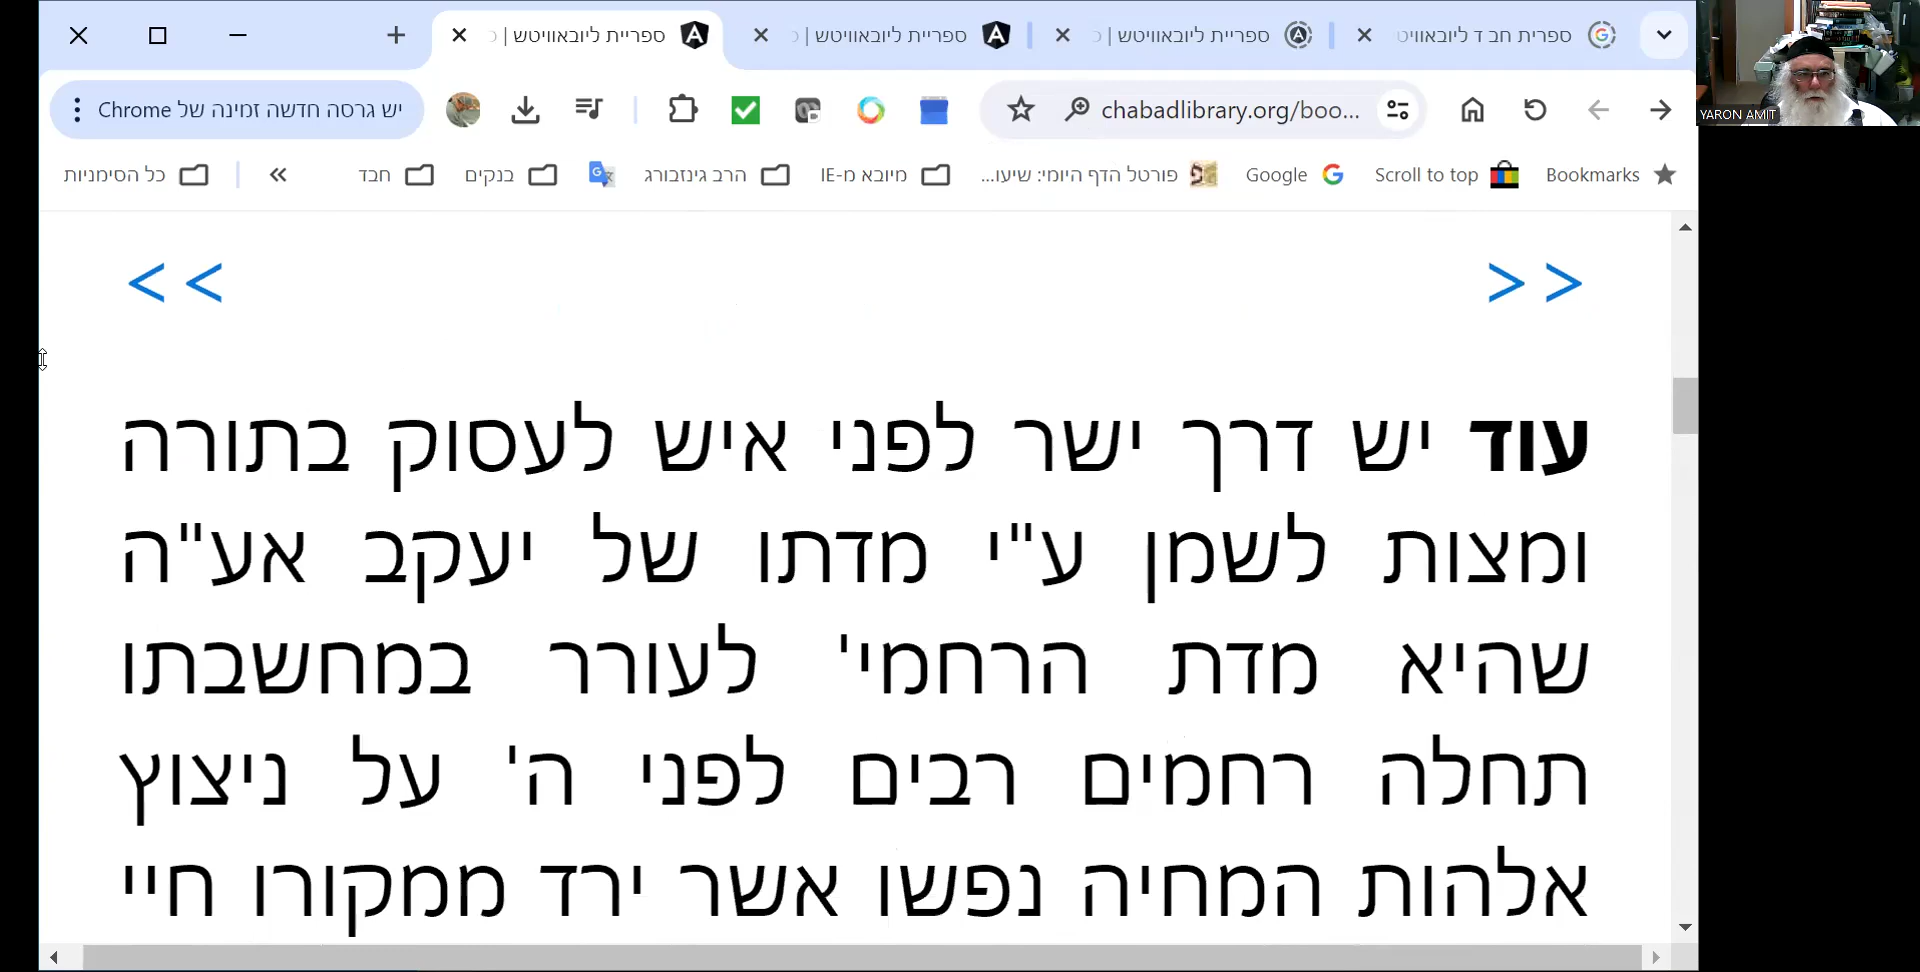 ספריית ליובאוויטש |
ספריית ליובאוויטש |
ספריית ליובאוויטש |
ספרית חב ד ליובאוויט
יש גרסה חדשה זמינה של Chrome
chabadlibrary.org/boo...
YARON AMIT
כל הסימניות
»
חבד
בנקים
הרב גינזבורג
מיובא מ-IE
פורטל הדף היומי: שיעו...
Google
Scroll to top
Bookmarks
<< >>
עוד יש דרך ישר לפני איש לעסוק בתורה
ומצות לשמן ע"י מדתו של יעקב אע"ה
שהיא מדת הרחמי' לעורר במחשבתו
תחלה רחמים רבים לפני ה' על ניצוץ
אלהות המחיה נפשו אשר ירד ממקורו חיי